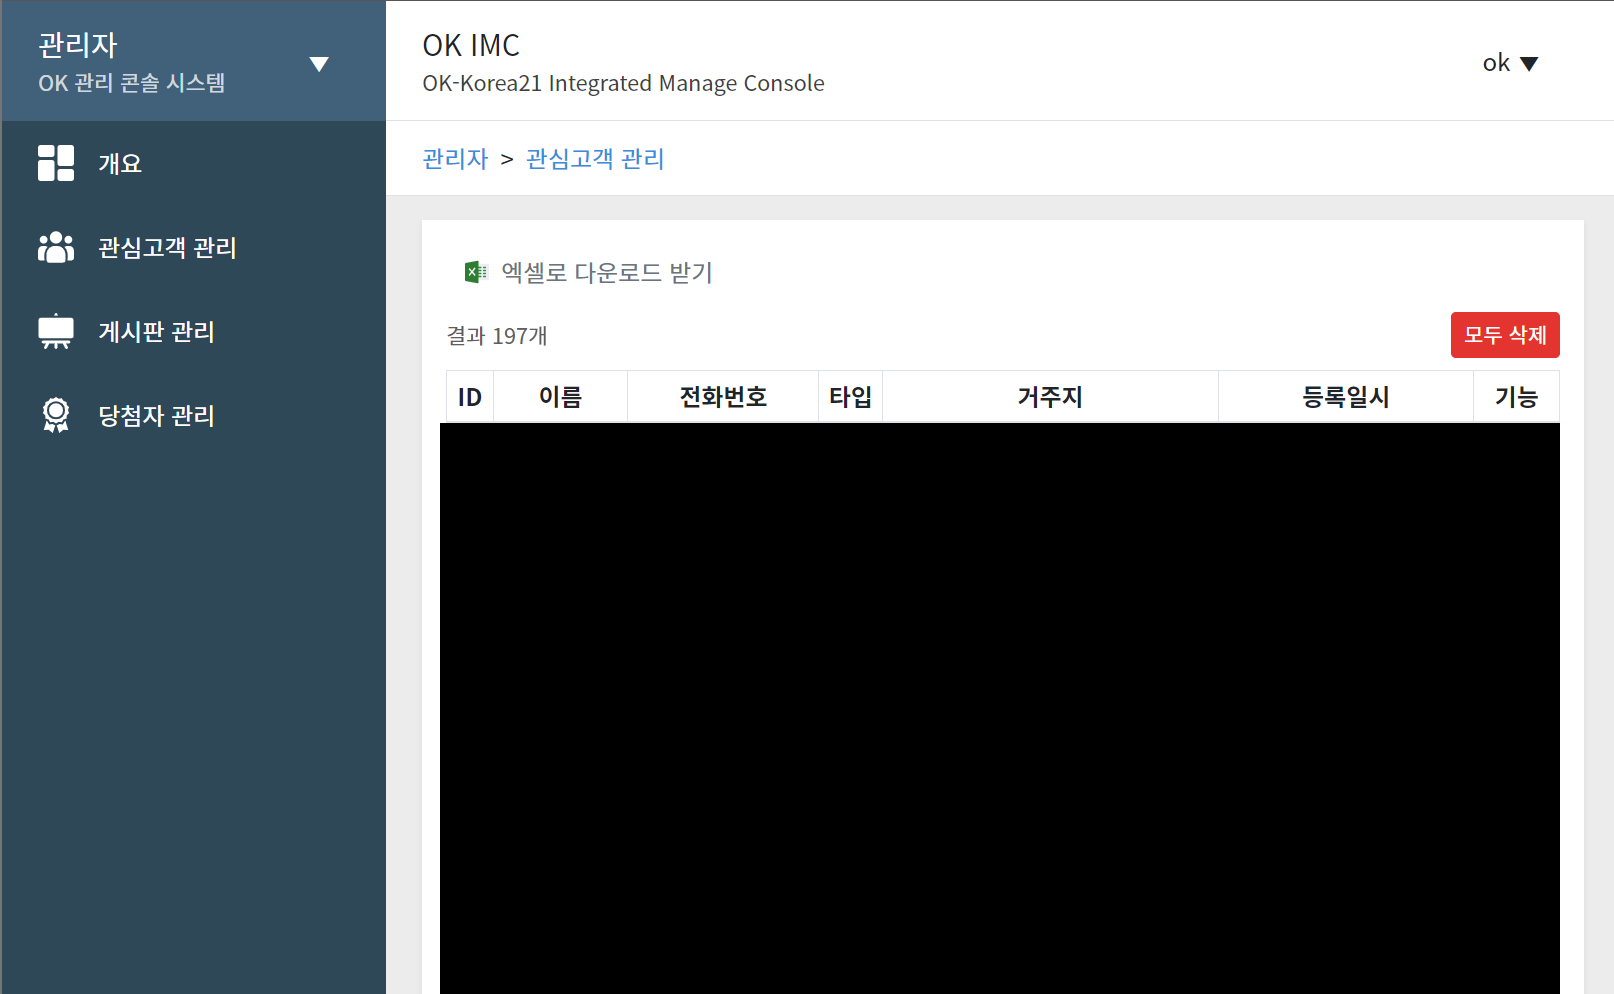 관리자
OK 관리 콘솔 시스템
개요
관심고객 관리
게시판 관리
당첨자 관리
OK IMC
OK-Korea21 Integrated Manage Console
ok ▼
관리자 > 관심고객 관리
엑셀로 다운로드 받기
결과 197개
모두 삭제
ID 이름 전화번호 타입 거주지 등록일시 기능